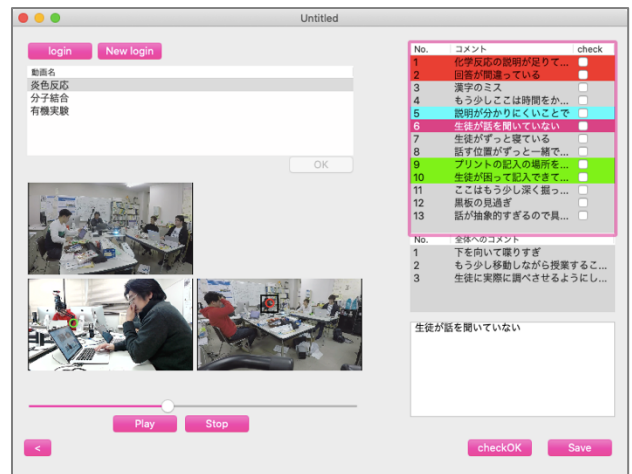 Untitled
login
New login
動画名
炎色反応
分子結合
有機実験
OK
Play
Stop
<
No. コメント check
1 化学反応の説明が足りて...
2 回答が間違っている
3 漢字のミス
4 もう少しここは時間をか...
5 説明が分かりにくいことで
6 生徒が話を聞いていない
7 生徒がずっと寝ている
8 話す位置がずっと一緒で...
9 プリントの記入の場所を...
10 生徒が困って記入できて...
11 ここはもう少し深く掘っ...
12 黒板の見過ぎ
13 話が抽象的すぎるので具...
No. 全体へのコメント
1 下を向いて喋りすぎ
2 もう少し移動しながら授業するこ...
3 生徒に実際に調べさせるようにし...
生徒が話を聞いていない
checkOK
Save